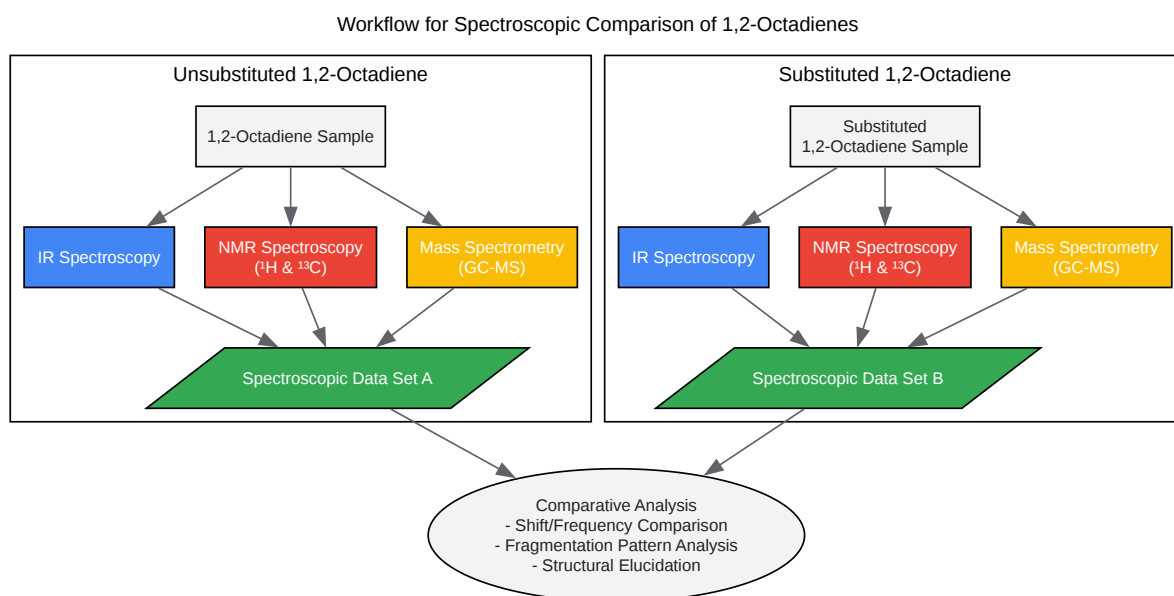 Workflow for Spectroscopic Comparison of 1,2-Octadienes
Unsubstituted 1,2-Octadiene
1,2-Octadiene Sample
IR Spectroscopy
NMR Spectroscopy
(¹H & ¹³C)
Mass Spectrometry
(GC-MS)
Spectroscopic Data Set A
Substituted 1,2-Octadiene
Substituted
1,2-Octadiene Sample
IR Spectroscopy
NMR Spectroscopy
(¹H & ¹³C)
Mass Spectrometry
(GC-MS)
Spectroscopic Data Set B
Comparative Analysis
- Shift/Frequency Comparison
- Fragmentation Pattern Analysis
- Structural Elucidation